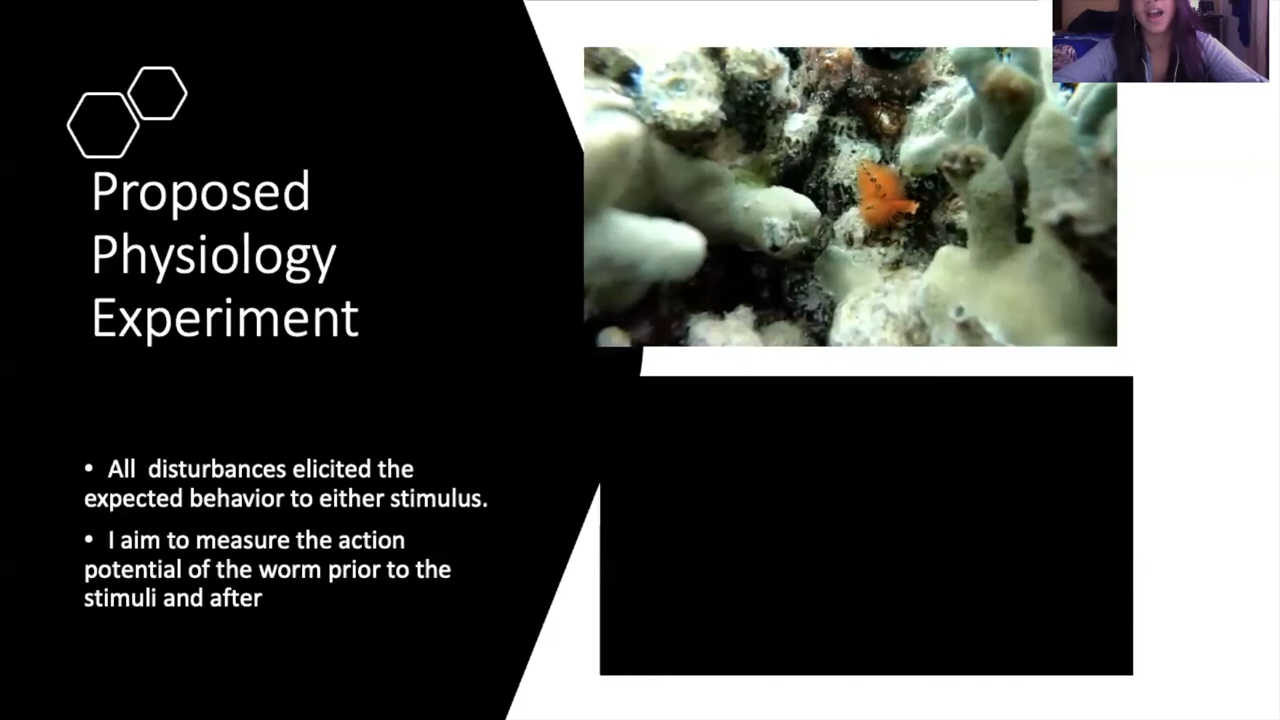 Proposed
Physiology
Experiment
• All  disturbances elicited the
expected behavior to either stimulus.
• I aim to measure the action
potential of the worm prior to the
stimuli and after